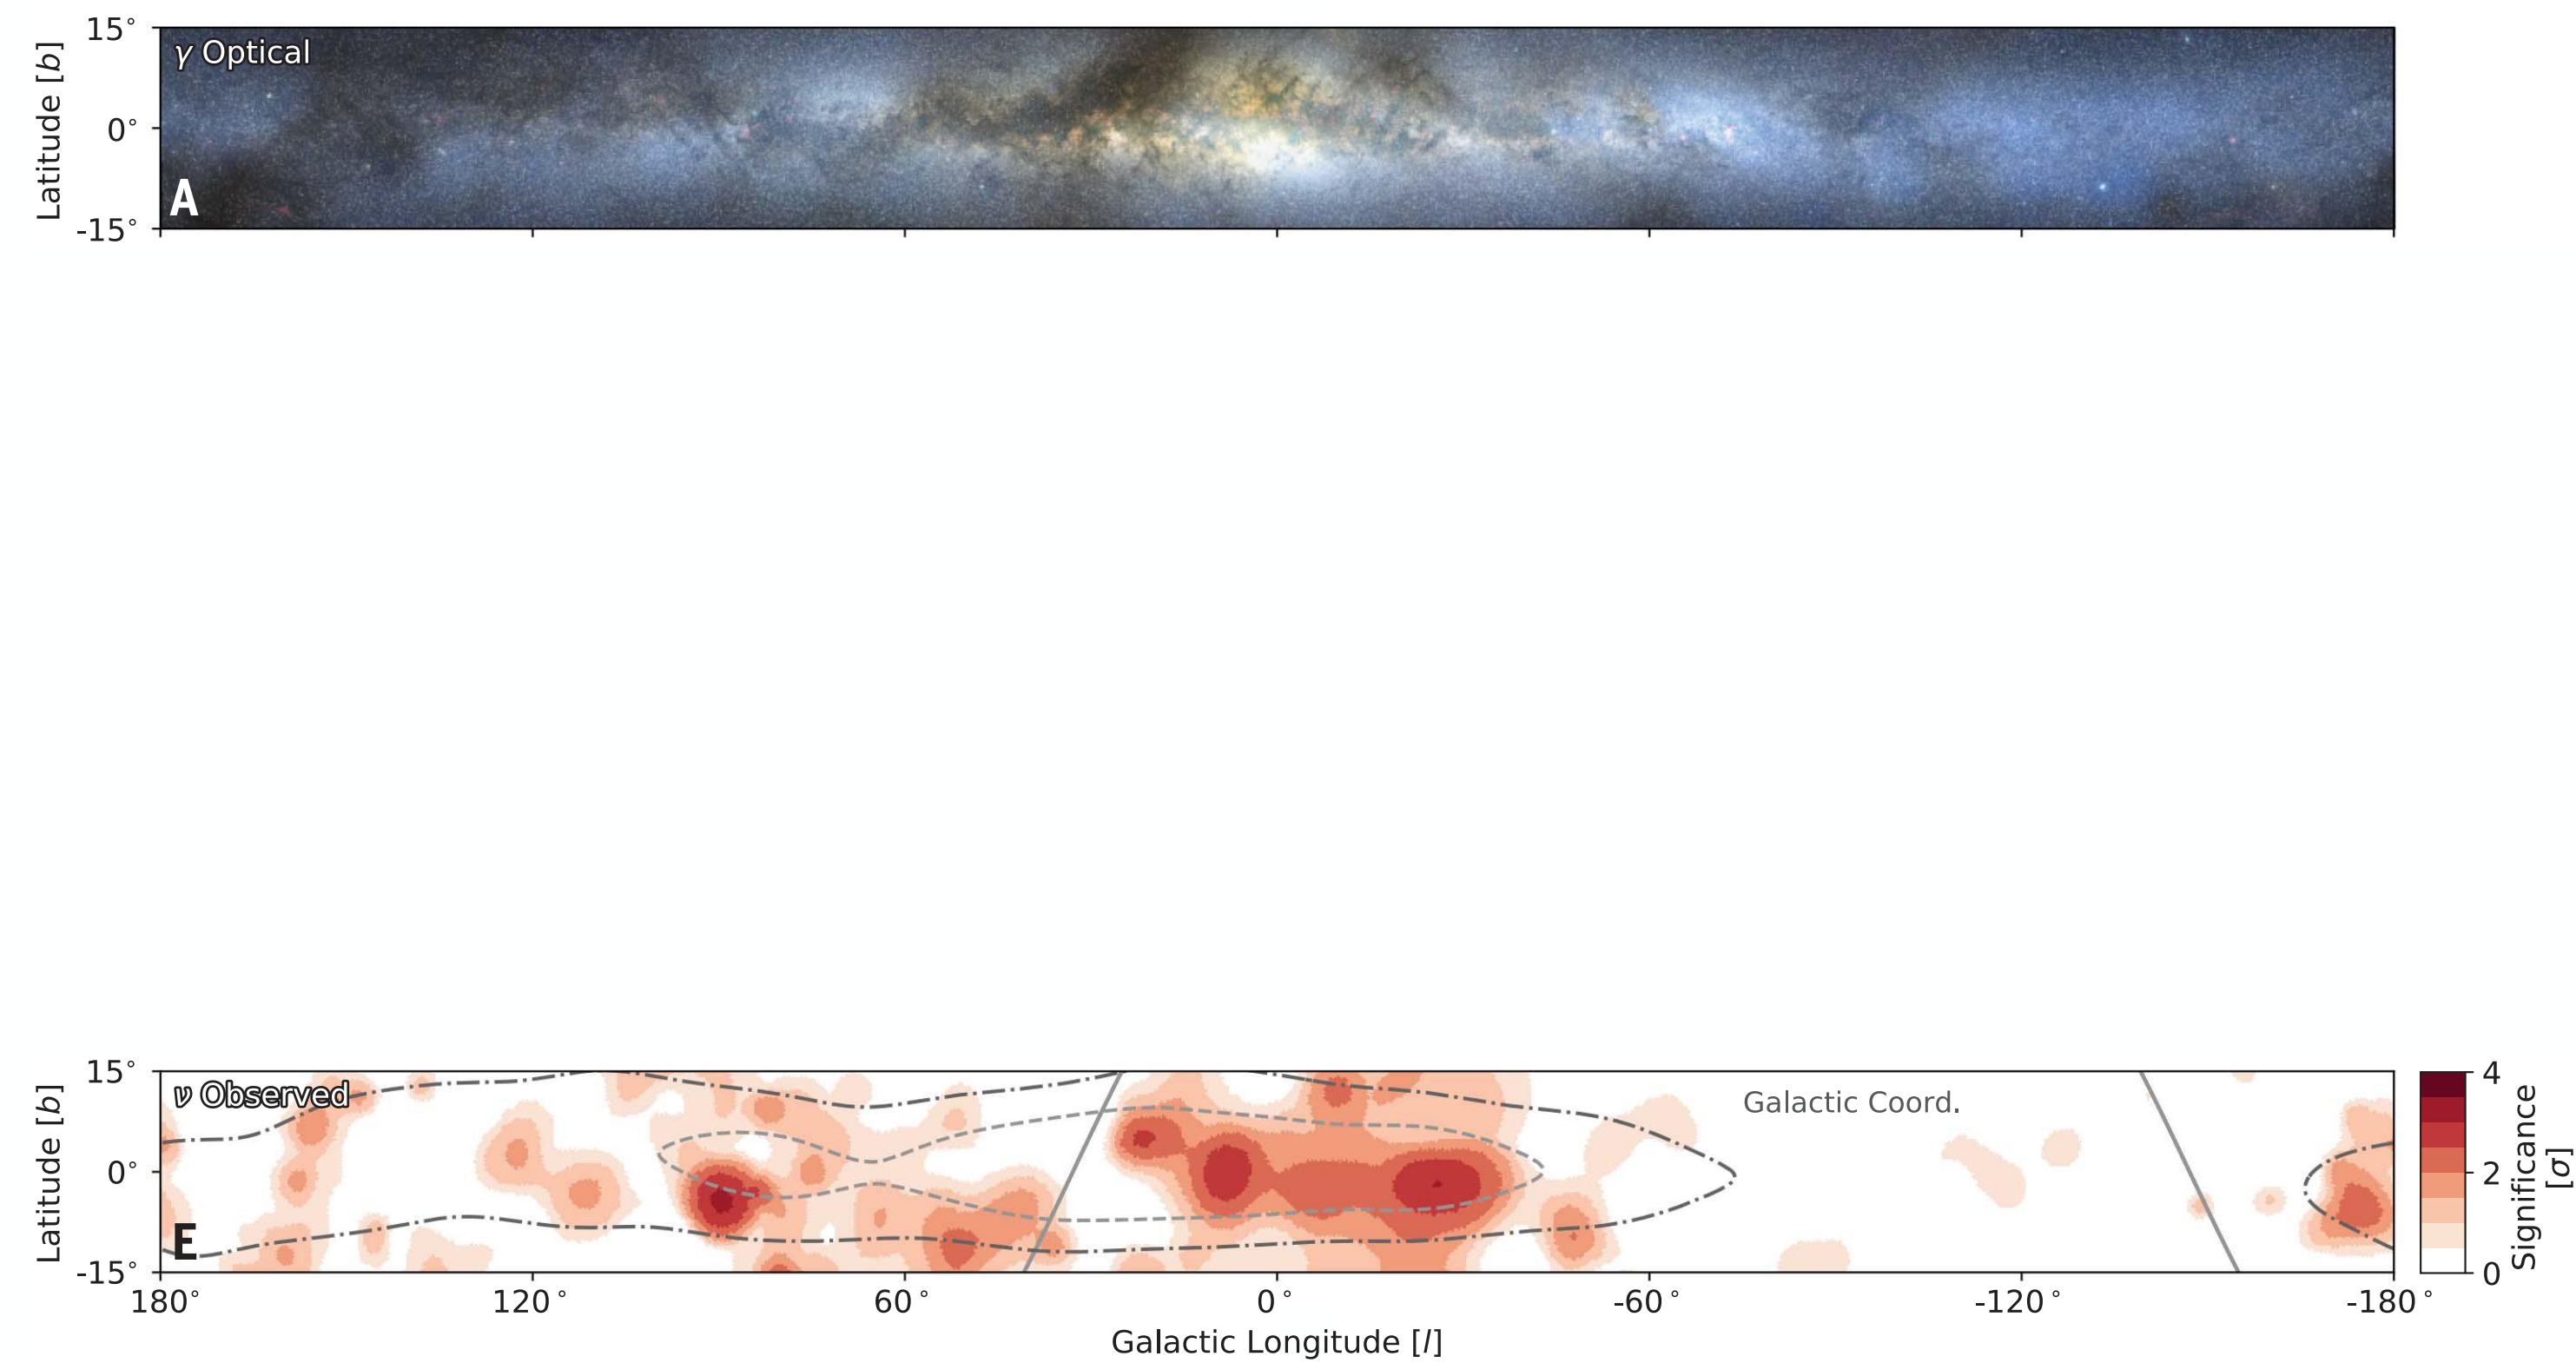 15°
γ Optical
Latitude [b]
0°
A
-15°
15°
ν Observed
Galactic Coord.
4
Latitude [b]
0°
2
Significance
[σ]
E
-15°
0
180°
120°
60°
0°
-60°
-120°
-180°
Galactic Longitude [l]